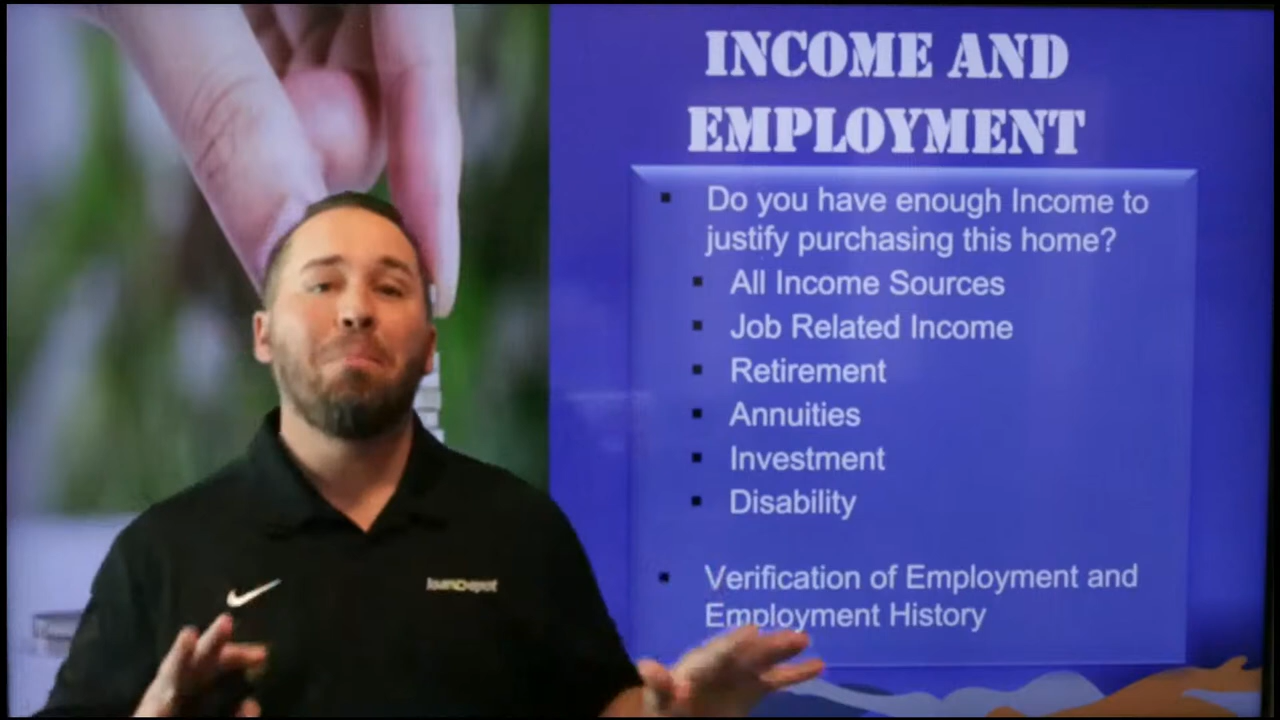 INCOME AND
EMPLOYMENT
Do you have enough Income to
justify purchasing this home?
All Income Sources
Job Related Income
Retirement
Annuities
Investment
Disability
Verification of Employment and
Employment History
loanDepot